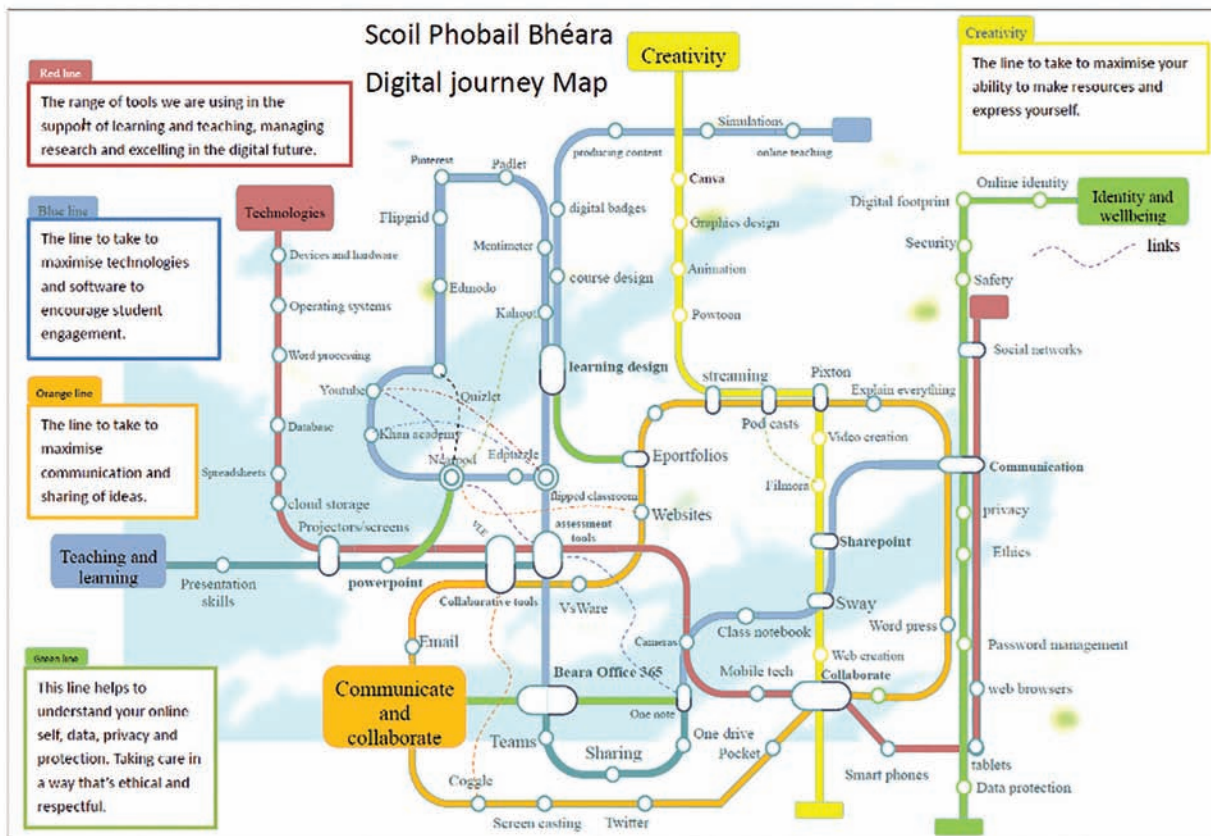 Scoil Phobail Bhéara
Digital journey Map
Red line
The range of tools we are using in the
support of learning and teaching, managing
research and excelling in the digital future.
Blue line
The line to take to
maximise technologies
and software to
encourage student
engagement.
Orange line
The line to take to
maximise
communication and
sharing of ideas.
Green line
This line helps to
understand your online
self, data, privacy and
protection. Taking care in
a way that's ethical and
respectful.
Creativity
The line to take to maximise your
ability to make resources and
express yourself.
Technologies
Devices and hardware
Operating systems
Word processing
Database
Spreadsheets
cloud storage
Projectors/screens
Teaching and
learning
Presentation
skills
powerpoint
Pinterest
Padlet
Flipgrid
Mentimeter
Edmodo
Kahoot
Youtube
Quizlet
Khan academy
Nearpod
Edpuzzle
flipped classroom
VLE
assessment
tools
Collaborative tools
producing content
Simulations
online teaching
digital badges
course design
learning design
Eportfolios
Websites
VsWare
Email
Communicate
and
collaborate
Beara Office 365
Teams
Sharing
One note
One drive
Coggle
Screen casting
Twitter
Pocket
Creativity
Canva
Graphics design
Animation
Powtoon
streaming
Pod casts
Pixton
Explain everything
Video creation
Filmora
Sharepoint
Sway
Class notebook
Cameras
Web creation
Mobile tech
Collaborate
Word press
Smart phones
tablets
web browsers
Online identity
Digital footprint
Identity and
wellbeing
links
Security
Safety
Social networks
Communication
privacy
Ethics
Password management
Data protection